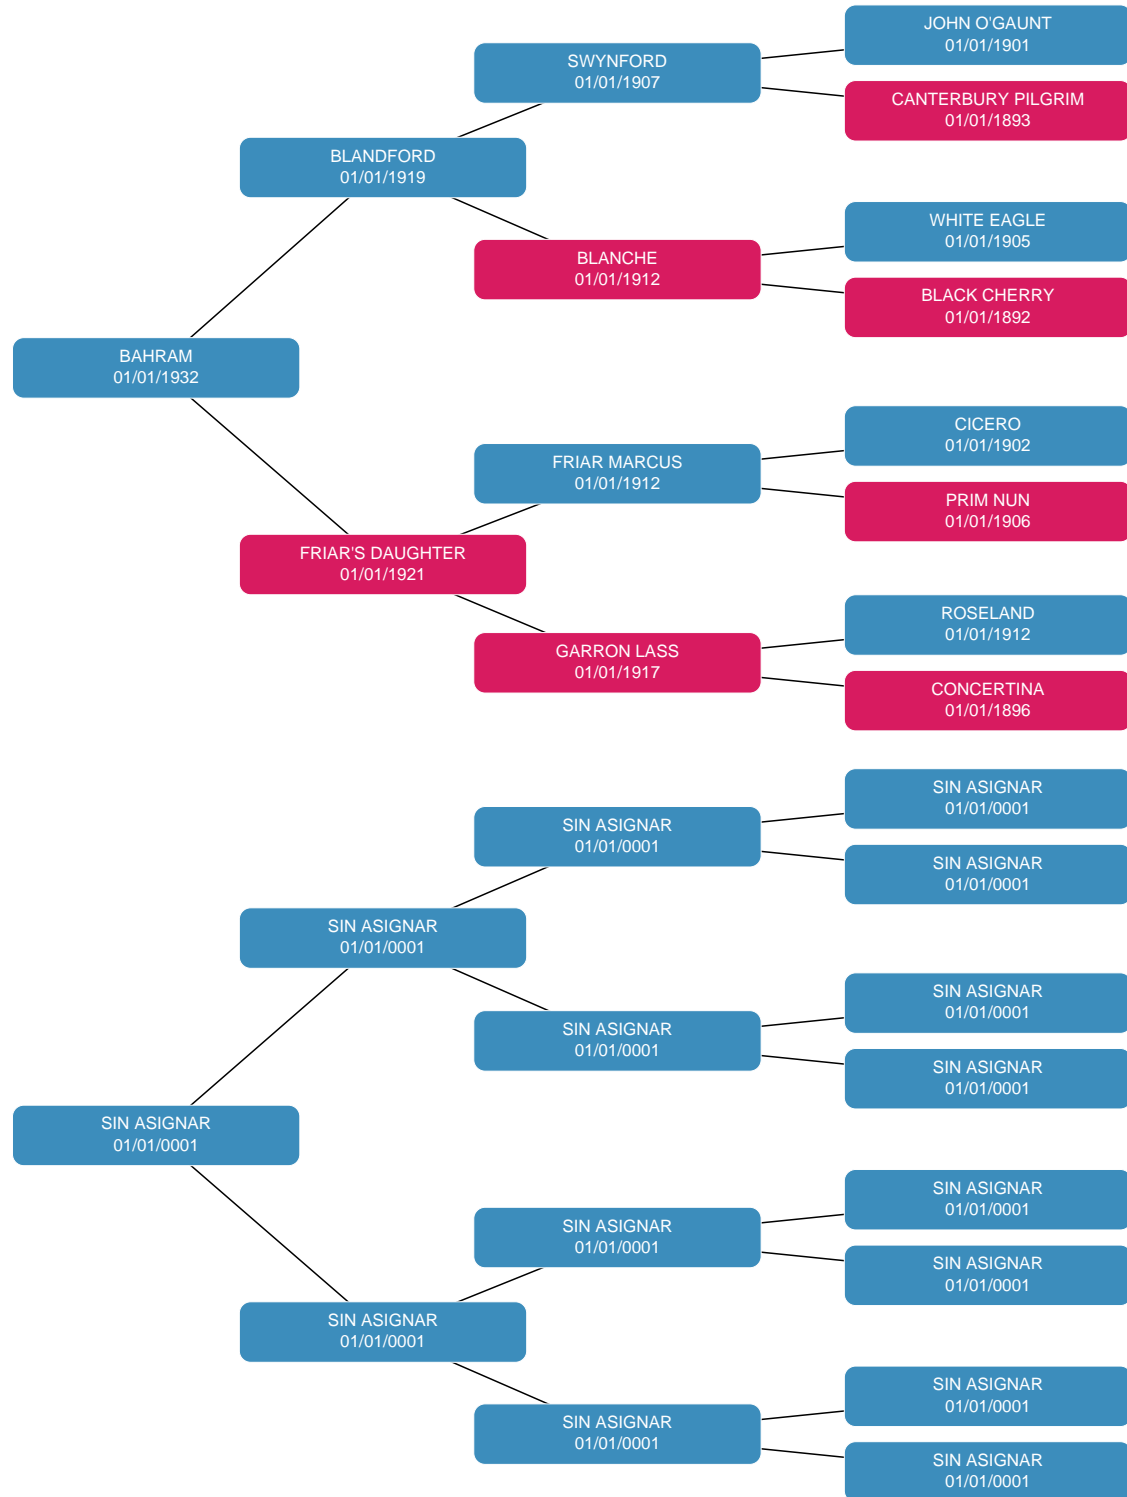 JOHN O'GAUNT
01/01/1901
SWYNFORD
01/01/1907
CANTERBURY PILGRIM
01/01/1893
BLANDFORD
01/01/1919
WHITE EAGLE
01/01/1905
BLANCHE
01/01/1912
BLACK CHERRY
01/01/1892
BAHRAM
01/01/1932
CICERO
01/01/1902
FRIAR MARCUS
01/01/1912
PRIM NUN
01/01/1906
FRIAR'S DAUGHTER
01/01/1921
ROSELAND
01/01/1912
GARRON LASS
01/01/1917
CONCERTINA
01/01/1896
SIN ASIGNAR
01/01/0001
SIN ASIGNAR
01/01/0001
SIN ASIGNAR
01/01/0001
SIN ASIGNAR
01/01/0001
SIN ASIGNAR
01/01/0001
SIN ASIGNAR
01/01/0001
SIN ASIGNAR
01/01/0001
SIN ASIGNAR
01/01/0001
SIN ASIGNAR
01/01/0001
SIN ASIGNAR
01/01/0001
SIN ASIGNAR
01/01/0001
SIN ASIGNAR
01/01/0001
SIN ASIGNAR
01/01/0001
SIN ASIGNAR
01/01/0001
SIN ASIGNAR
01/01/0001